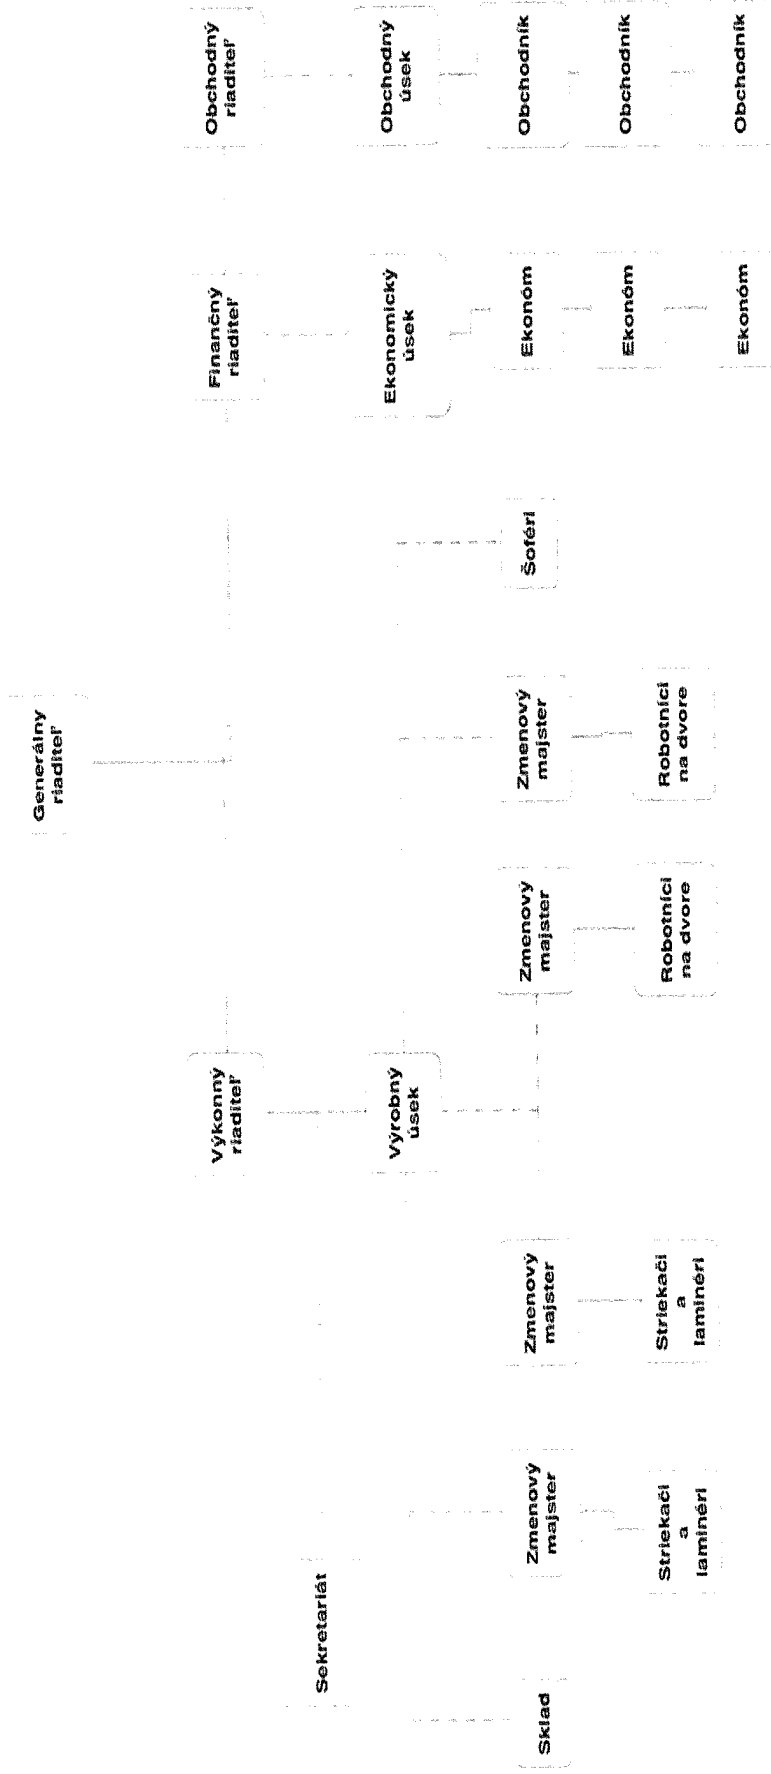 Generálny
riaditeľ
Výkonný
riaditeľ
Finančný
riaditeľ
Obchodný
riaditeľ
Sekretariát
Výrobný
úsek
Ekonomický
úsek
Obchodný
úsek
Sklad
Zmenový
majster
Zmenový
majster
Zmenový
majster
Zmenový
majster
Šoféri
Ekonóm
Obchodník
Striekači
a
laminéri
Striekači
a
laminéri
Robotníci
na dvore
Robotníci
na dvore
Ekonóm
Obchodník
Ekonóm
Obchodník